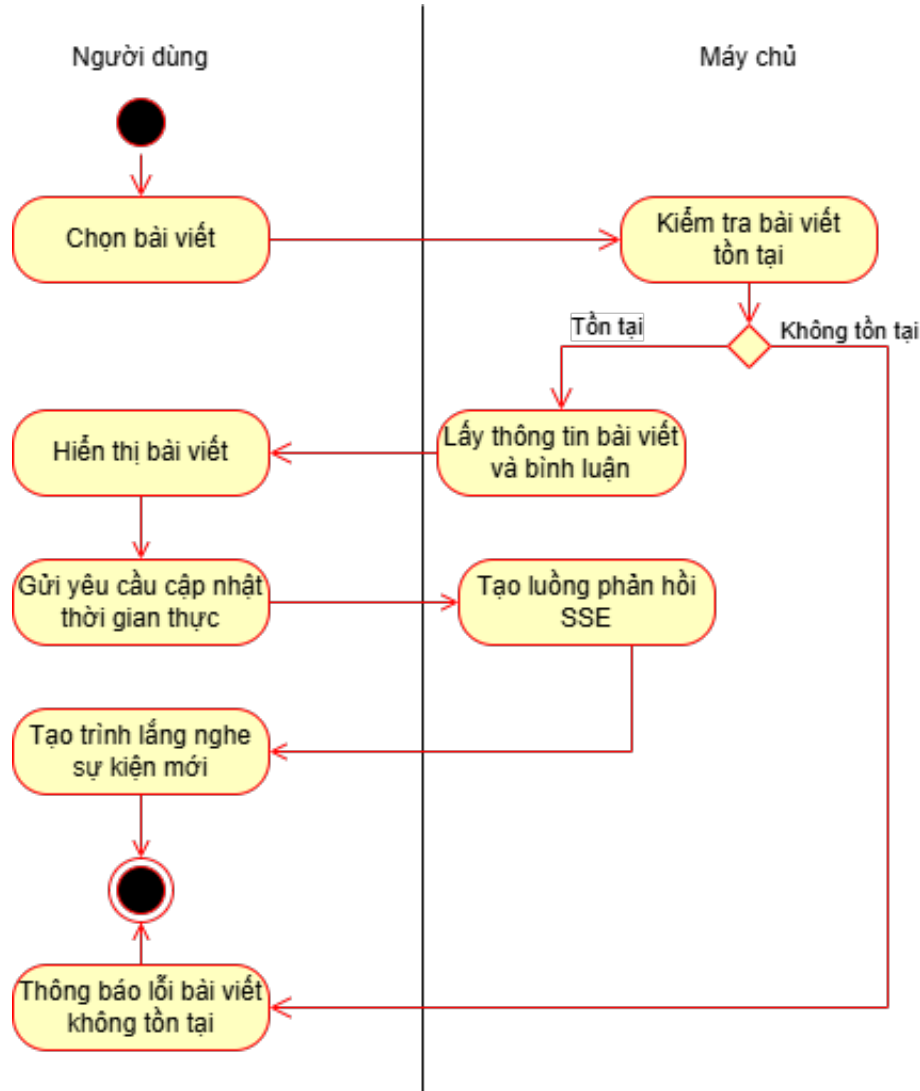 Người dùng
Máy chủ
Chọn bài viết
Kiểm tra bài viết
tồn tại
Tồn tại
Không tồn tại
Hiển thị bài viết
Lấy thông tin bài viết
và bình luận
Gửi yêu cầu cập nhật
thời gian thực
Tạo luồng phản hồi
SSE
Tạo trình lắng nghe
sự kiện mới
Thông báo lỗi bài viết
không tồn tại